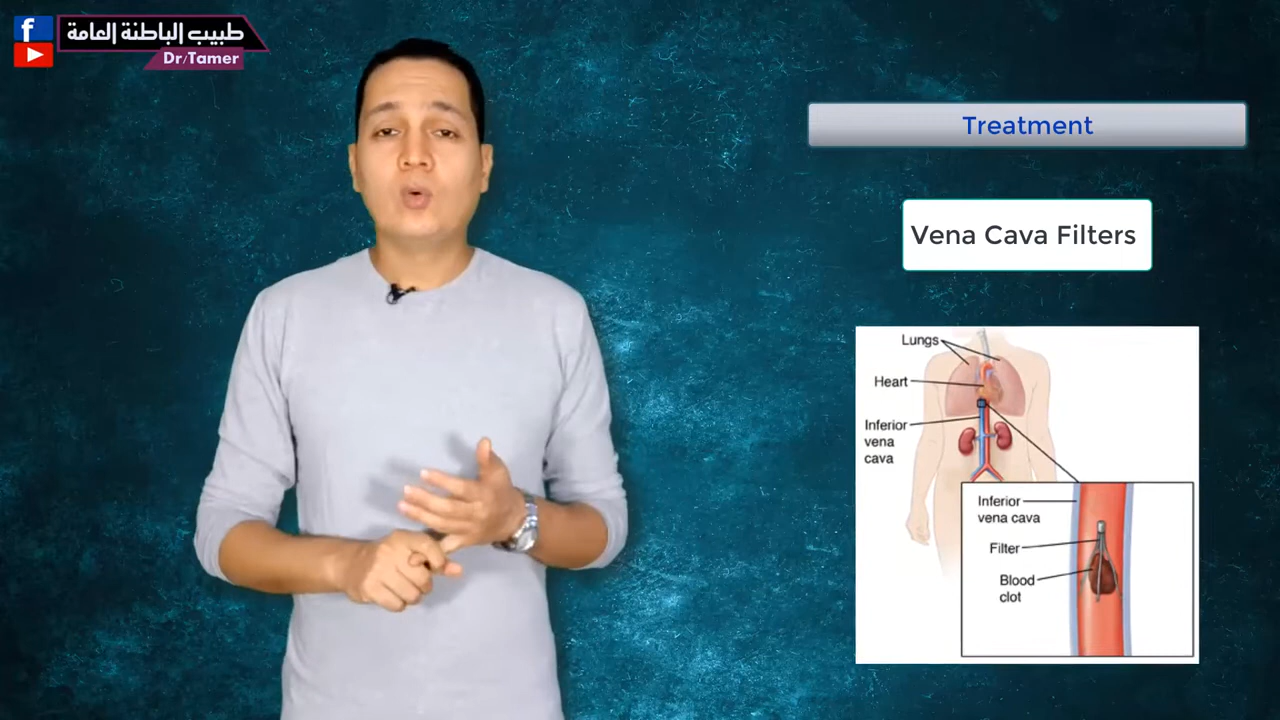 f
طبيب الباطنة العامة
Dr/Tamer
Treatment
Vena Cava Filters
Lungs
Heart
Inferior
vena
cava
Inferior
vena cava
Filter
Blood
clot